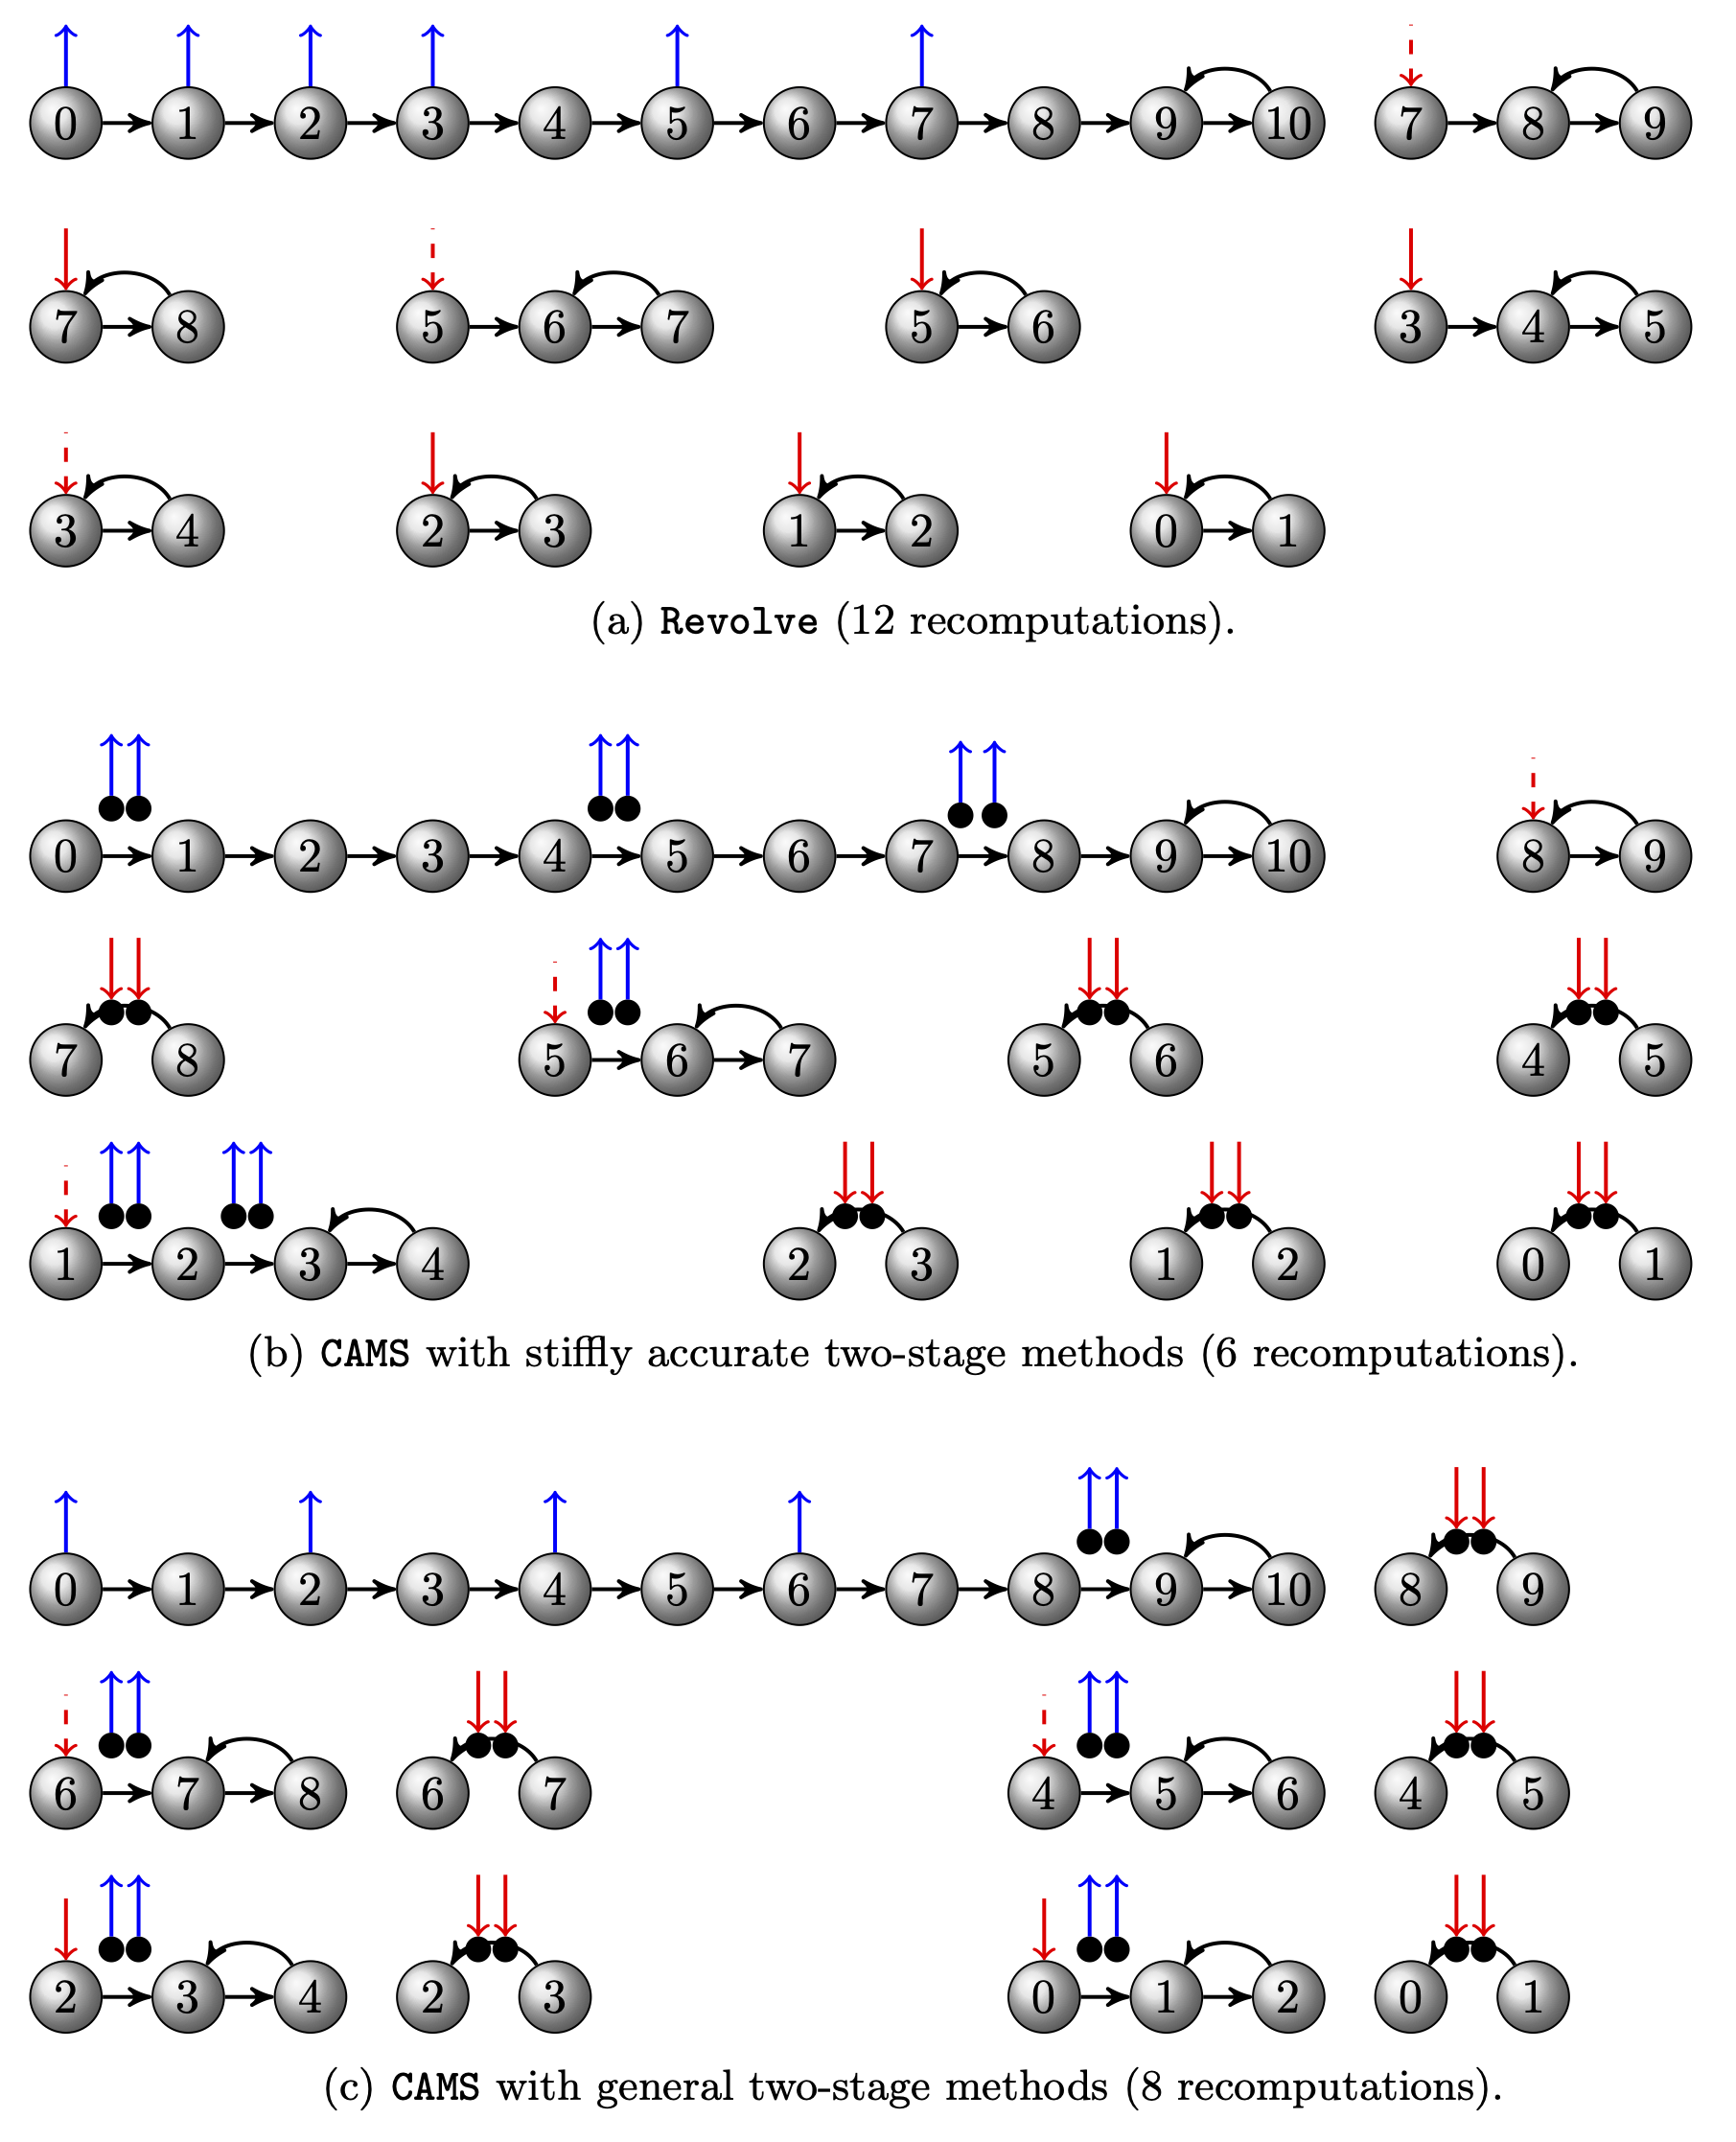 0 1 2 3 4 5 6 7 8 9 10 7 8 9
7 8 5 6 7 5 6 3 4 5
3 4 2 3 1 2 0 1
(a) Revolve (12 recomputations).
0 1 2 3 4 5 6 7 8 9 10 8 9
7 8 5 6 7 5 6 4 5
1 2 3 4 2 3 1 2 0 1
(b) CAMS with stiffly accurate two-stage methods (6 recomputations).
0 1 2 3 4 5 6 7 8 9 10 8 9
6 7 8 6 7 4 5 6 4 5
2 3 4 2 3 0 1 2 0 1
(c) CAMS with general two-stage methods (8 recomputations).